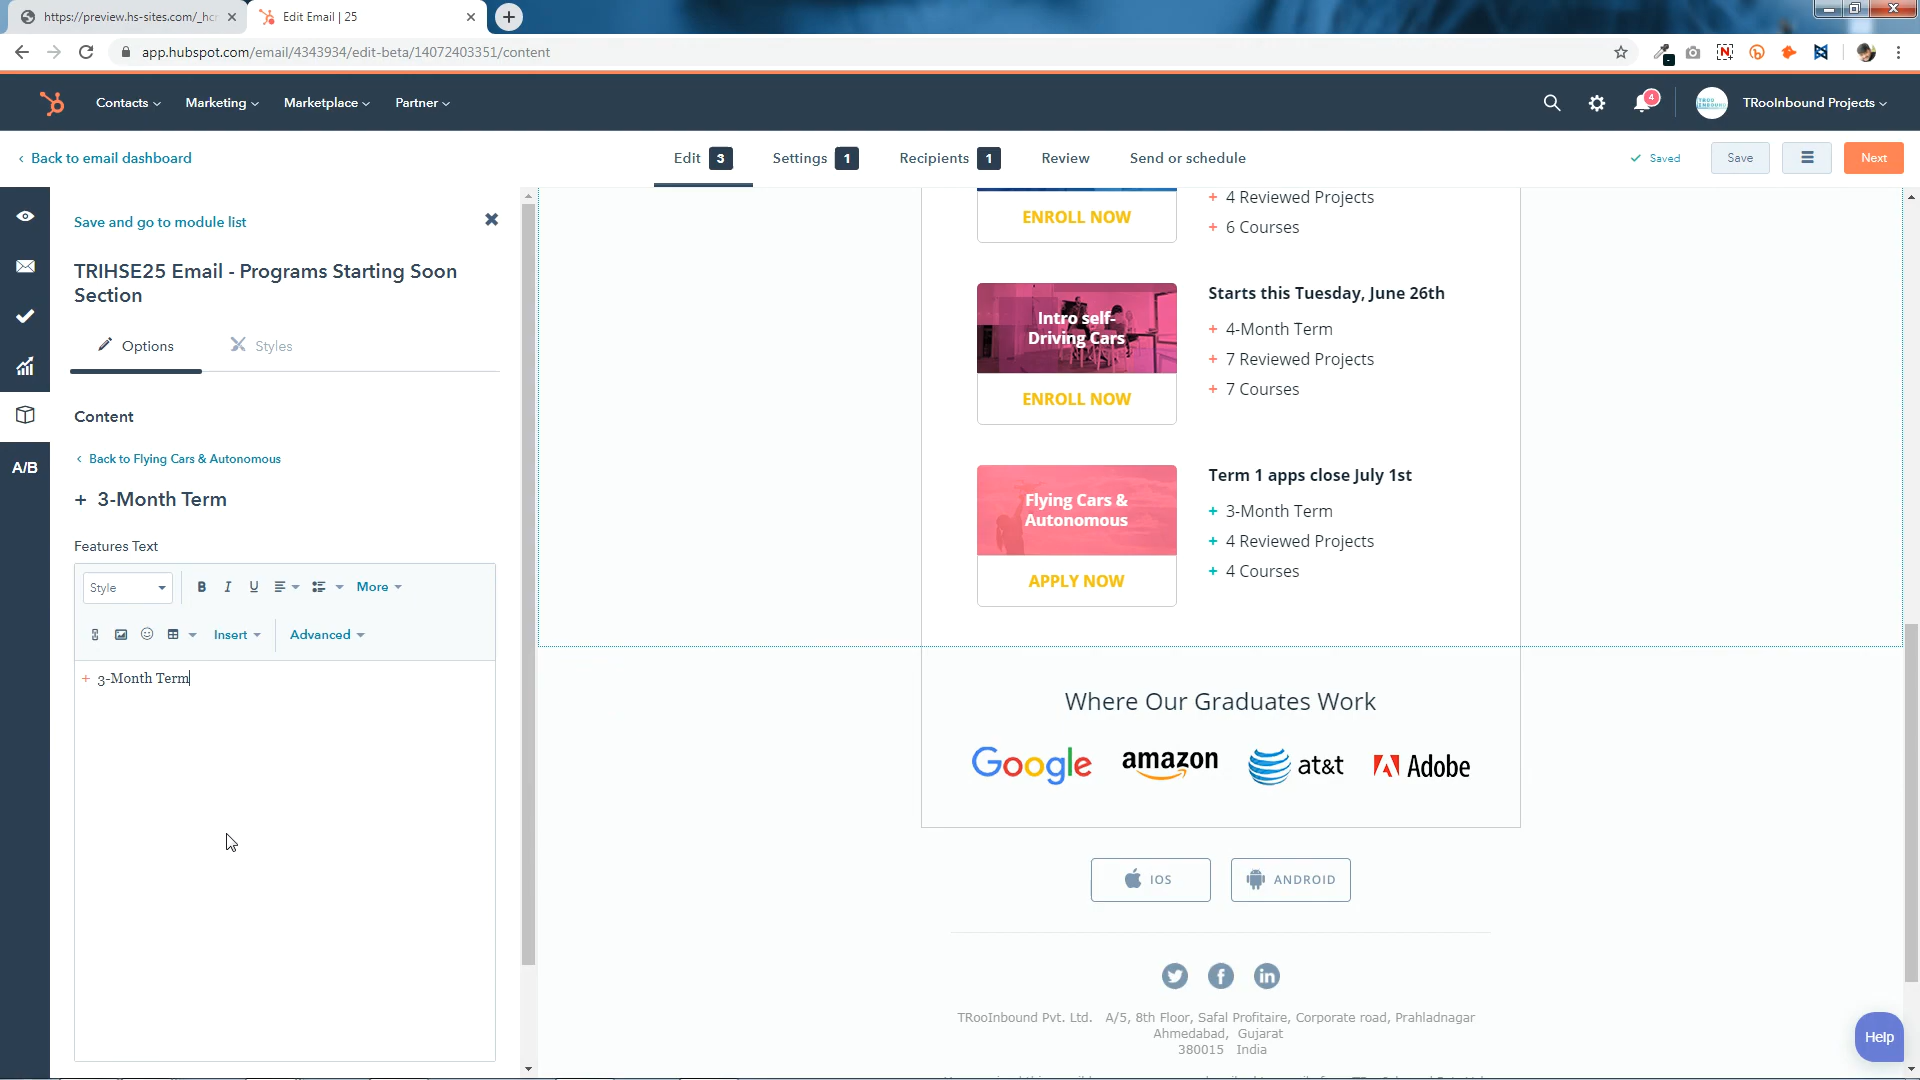 https://preview.hs-sites.com/_hcr
Edit Email | 25
app.hubspot.com/email/4343934/edit-beta/14072403351/content
Contacts
Marketing
Marketplace
Partner
4
TRooInbound Projects
Back to email dashboard
Edit 3
Settings 1
Recipients 1
Review
Send or schedule
Saved
Save
Next
Save and go to module list
TRIHSE25 Email - Programs Starting Soon
Section
Options
Styles
Content
Back to Flying Cars & Autonomous
+ 3-Month Term
Features Text
Style
B I U
More
Insert
Advanced
+ 3-Month Term
A/B
ENROLL NOW
+ 4 Reviewed Projects
+ 6 Courses
Intro self-
Driving Cars
ENROLL NOW
Starts this Tuesday, June 26th
+ 4-Month Term
+ 7 Reviewed Projects
+ 7 Courses
Flying Cars &
Autonomous
APPLY NOW
Term 1 apps close July 1st
+ 3-Month Term
+ 4 Reviewed Projects
+ 4 Courses
Where Our Graduates Work
Google
amazon
at&t
Adobe
IOS
ANDROID
TRooInbound Pvt. Ltd. A/5, 8th Floor, Safal Profitaire, Corporate road, Prahladnagar
Ahmedabad, Gujarat
380015 India
Help